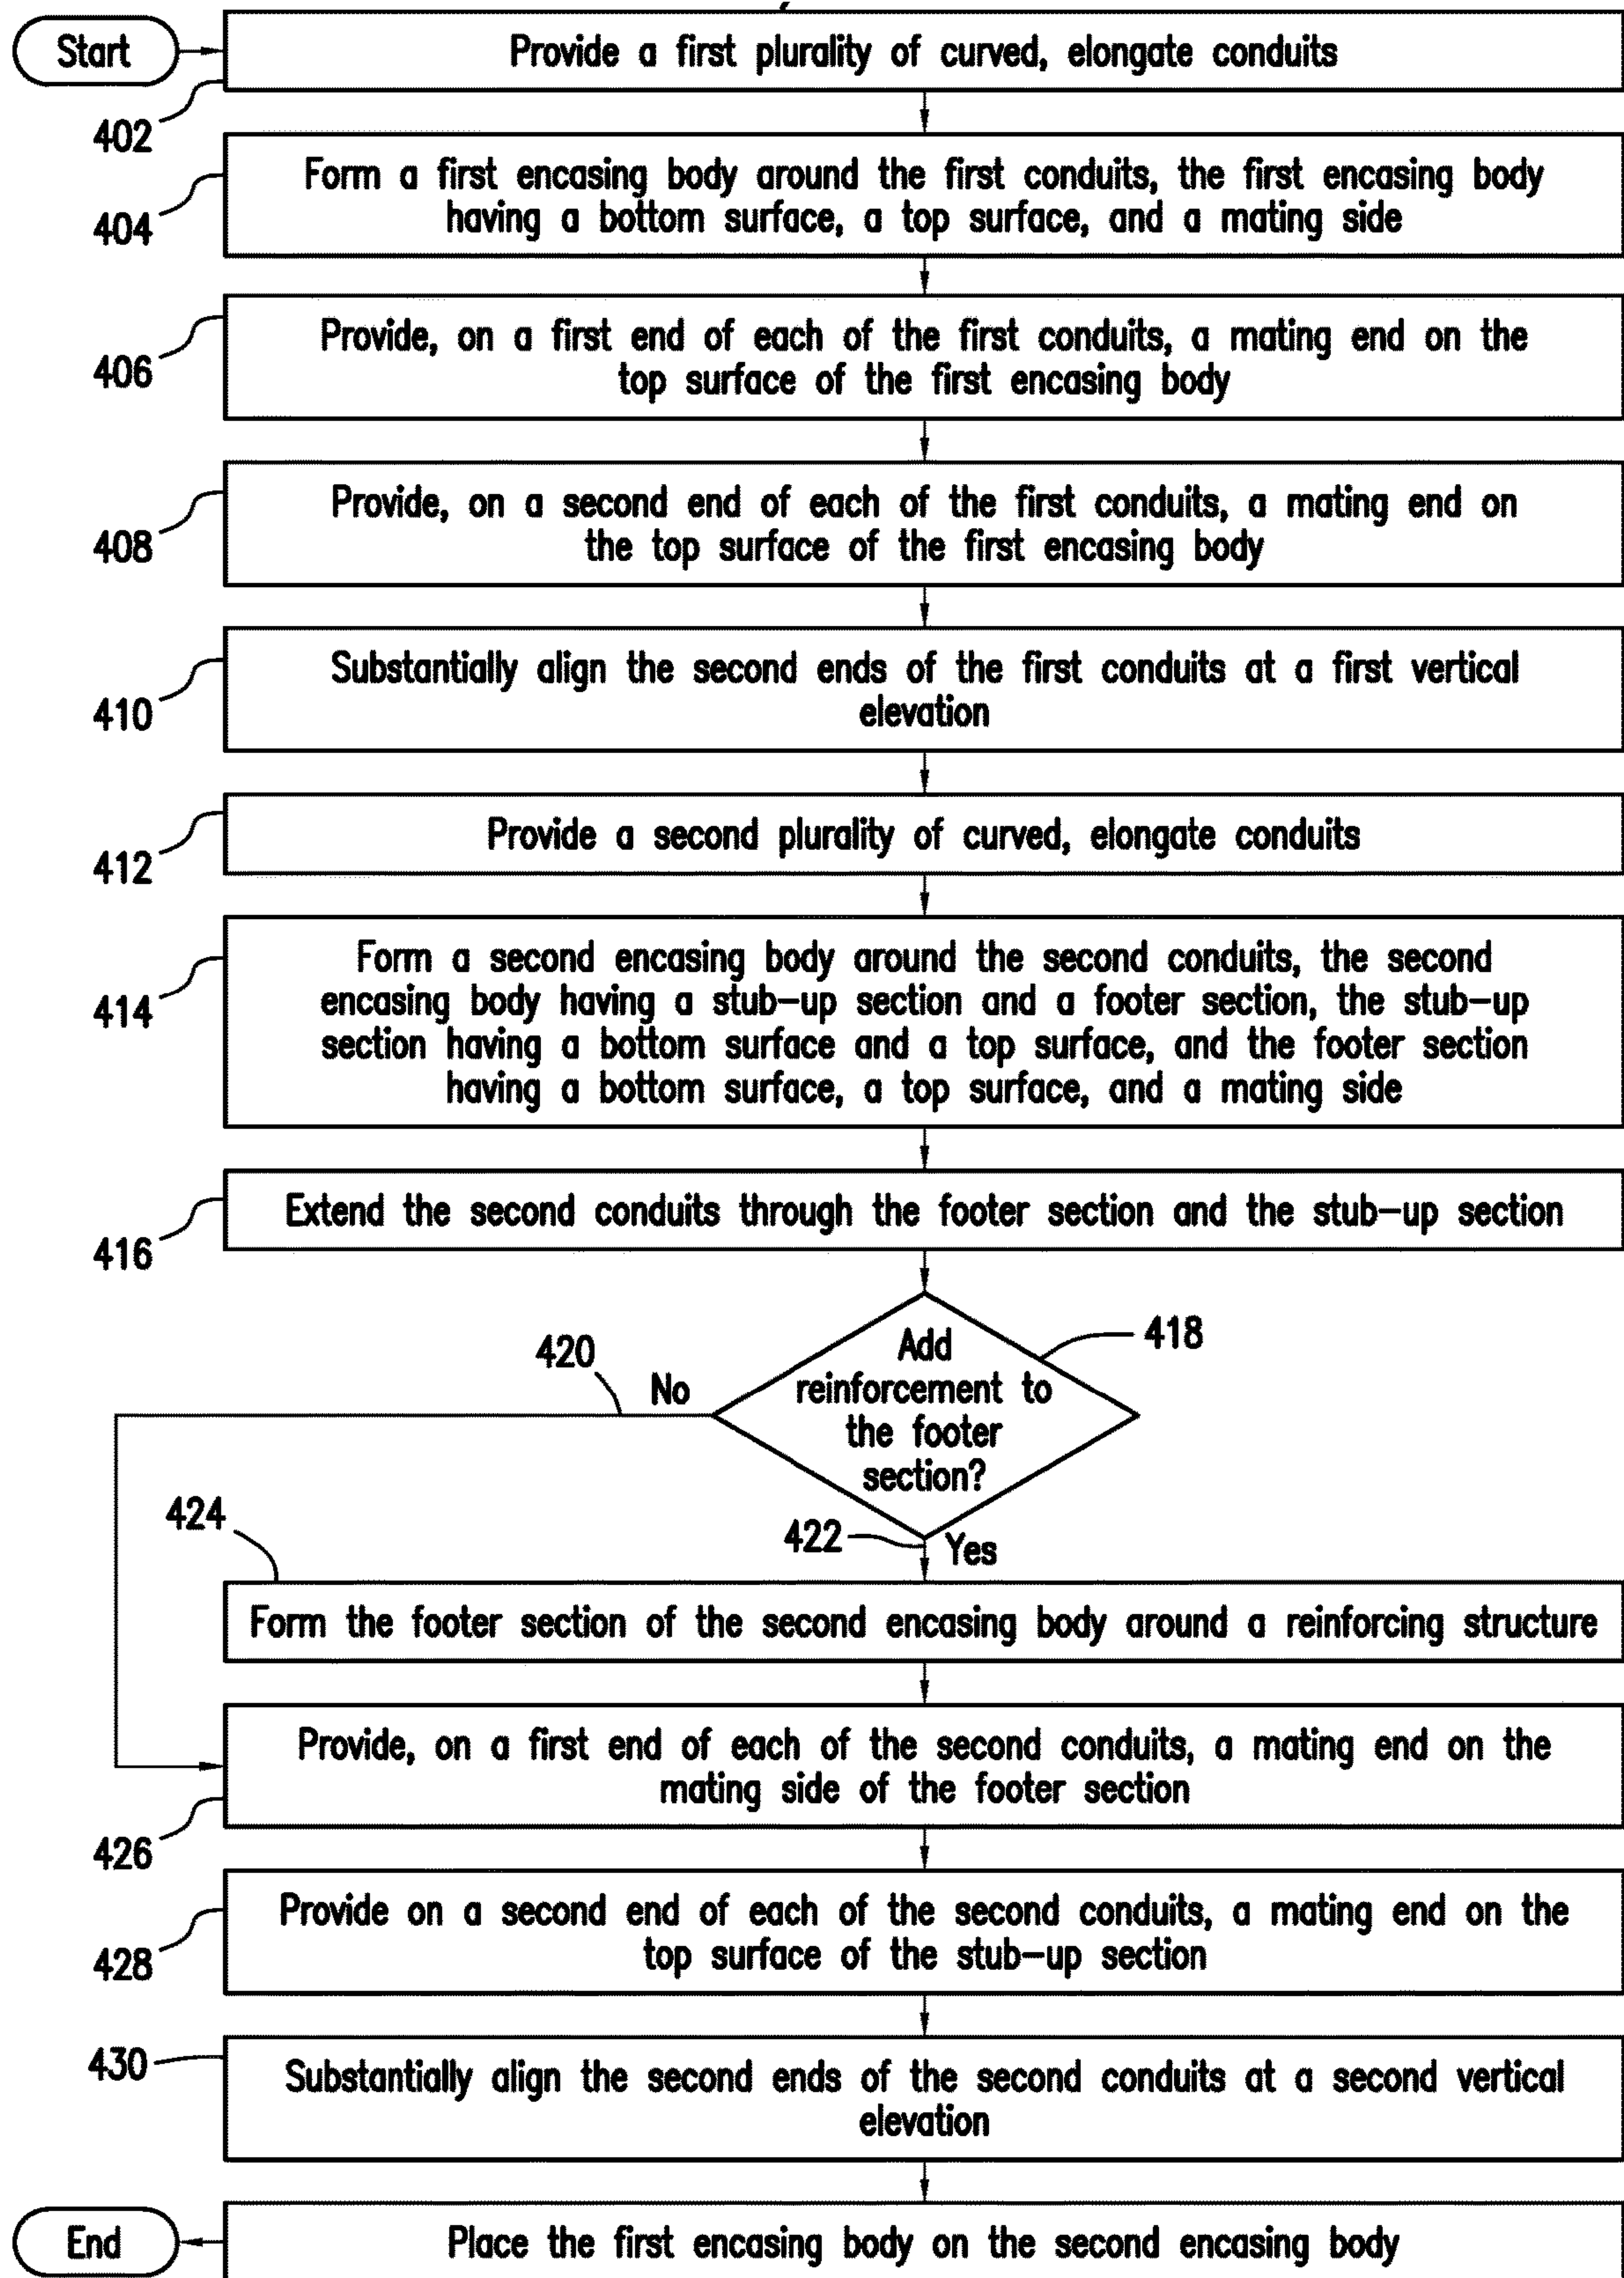 Start
Provide a first plurality of curved, elongate conduits
402
Form a first encasing body around the first conduits, the first encasing body
having a bottom surface, a top surface, and a mating side
404
Provide, on a first end of each of the first conduits, a mating end on the
top surface of the first encasing body
406
Provide, on a second end of each of the first conduits, a mating end on
the top surface of the first encasing body
408
Substantially align the second ends of the first conduits at a first vertical
elevation
410
Provide a second plurality of curved, elongate conduits
412
Form a second encasing body around the second conduits, the second
encasing body having a stub-up section and a footer section, the stub-up
section having a bottom surface and a top surface, and the footer section
having a bottom surface, a top surface, and a mating side
414
Extend the second conduits through the footer section and the stub-up section
416
Add
reinforcement to
the footer
section?
418
420
No
422
Yes
424
Form the footer section of the second encasing body around a reinforcing structure
Provide, on a first end of each of the second conduits, a mating end on the
mating side of the footer section
426
Provide on a second end of each of the second conduits, a mating end on the
top surface of the stub-up section
428
430
Substantially align the second ends of the second conduits at a second vertical
elevation
Place the first encasing body on the second encasing body
End